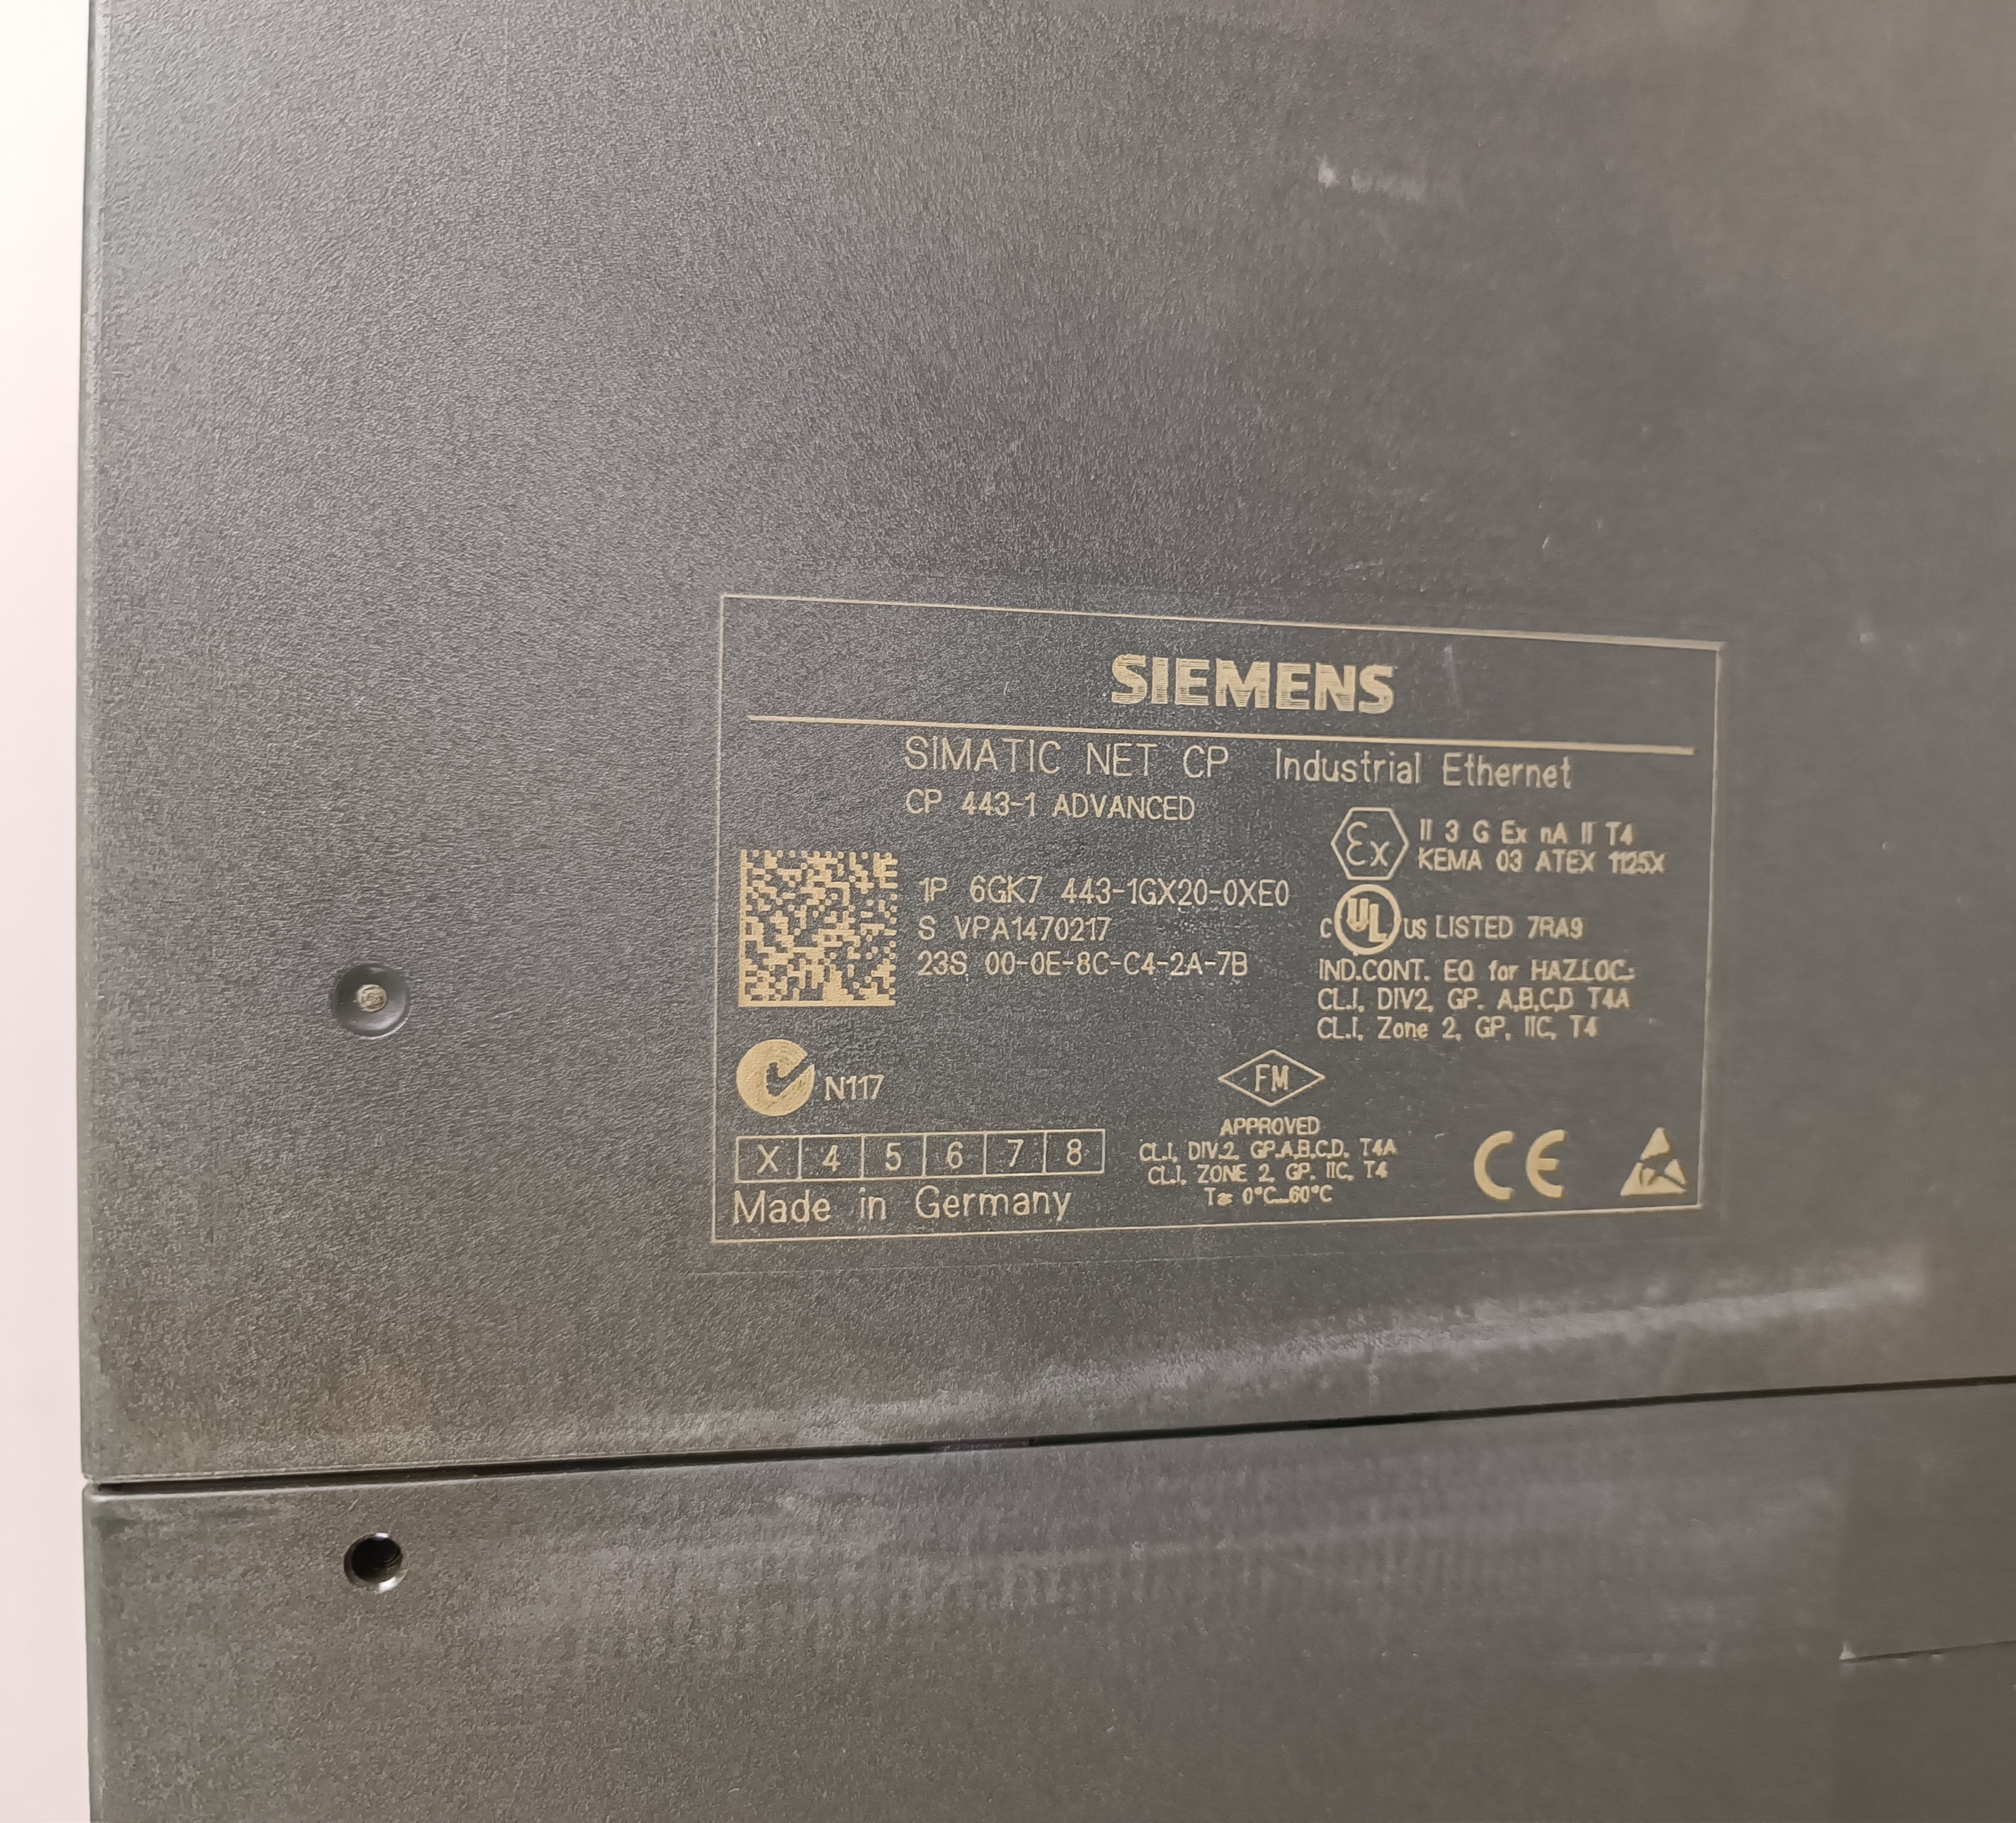 SIEMENS
SIMATIC NET CP Industrial Ethernet
CP 443-1 ADVANCED
Ex II 3 G Ex nA II T4
KEMA 03 ATEX 1125X
1P 6GK7 443-1GX20-0XE0
S VPA1470217
23S 00-0E-8C-C4-2A-7B
c UL us LISTED 7RA9
IND.CONT. EQ for HAZ.LOC.:
CL.I, DIV2, GP. A,B,C,D T4A
CL.I, Zone 2, GP, IIC, T4
N117
FM
APPROVED
CL.I, DIV.2, GP.A,B,C,D, T4A
CL.I, ZONE 2, GP. IIC, T4
Ta: 0°C...60°C
X 4 5 6 7 8
Made in Germany
CE